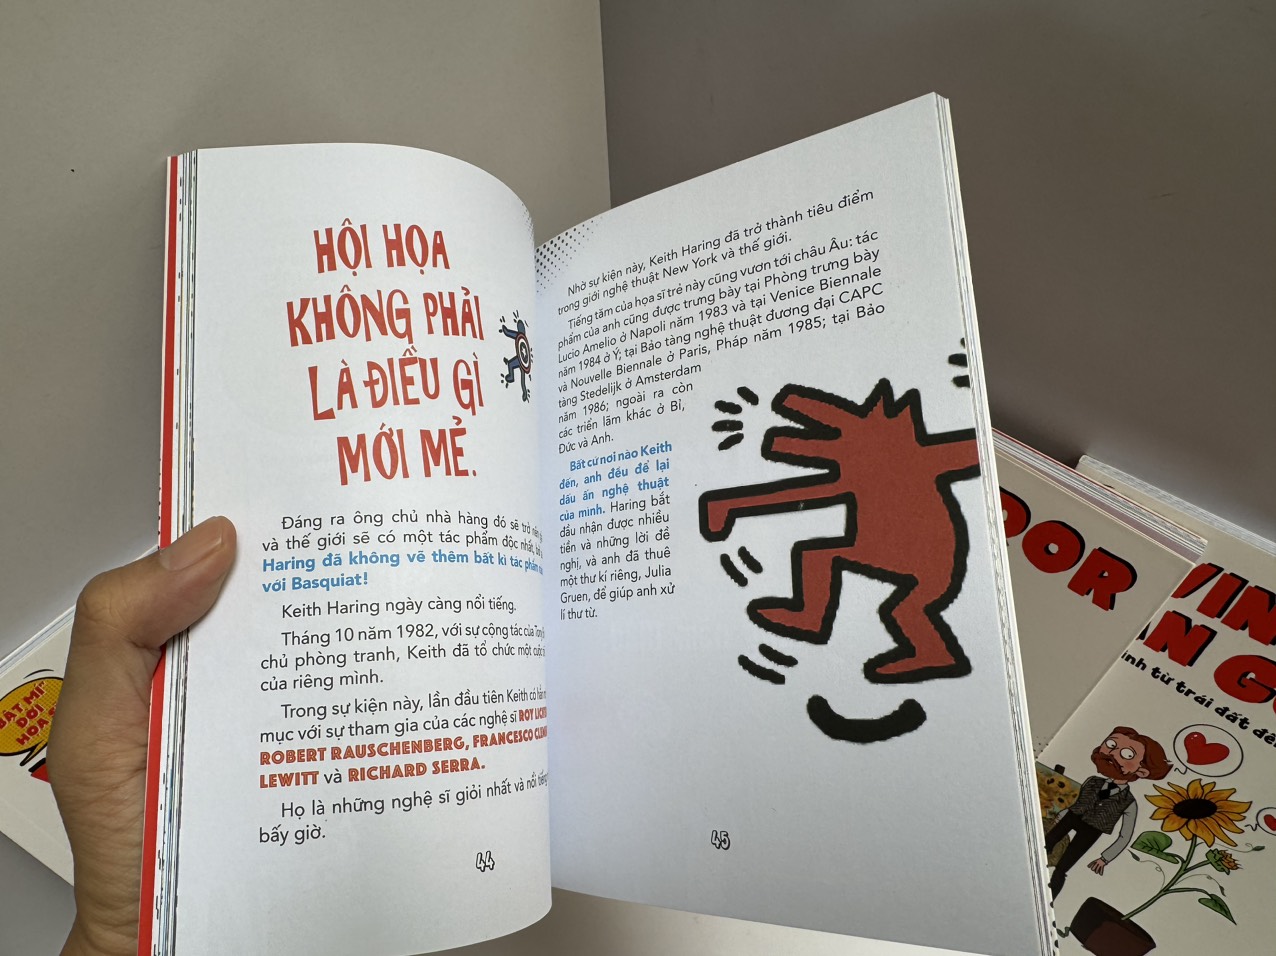 HỘI HỌA
KHÔNG PHẢI
LÀ ĐIỀU GÌ
MỚI MẺ.
Đáng ra ông chủ nhà hàng đó sẽ trở
và thế giới sẽ có một tác phẩm độc nhất,
Haring đã không vẽ thêm bất kì tác phẩm
với Basquiat!
Keith Haring ngày càng nổi tiếng.
Tháng 10 năm 1982, với sự cộng tác của
chủ phòng tranh, Keith đã tổ chức một
của riêng mình.
Trong sự kiện này, lần đầu tiên Keith có
mục với sự tham gia của các nghệ sĩ ROY
ROBERT RAUSCHENBERG, FRANCESCO
LEWITT và RICHARD SERRA.
Họ là những nghệ sĩ giỏi nhất và nổi tiếng
bấy giờ.
44
Nhờ sự kiện này, Keith Haring đã trở thành tiêu điểm
trong giới nghệ thuật New York và thế giới.
Tiếng tăm của họa sĩ trẻ này cũng vươn tới châu Âu: tác
phẩm của anh cũng được trưng bày tại Phòng trưng bày
Lucio Amelio ở Napoli năm 1983 và tại Venice Biennale
năm 1984 ở Ý; tại Bảo tàng nghệ thuật đương đại CAPC
và Nouvelle Biennale ở Paris, Pháp năm 1985; tại Bảo
tàng Stedelijk ở Amsterdam
năm 1986; ngoài ra còn
các triển lãm khác ở Bỉ,
Đức và Anh.
Bất cứ nơi nào Keith
đến, anh đều để lại
dấu ấn nghệ thuật
của mình. Haring bắt
đầu nhận được nhiều
tiền và những lời đề
nghị, và anh đã thuê
một thư kí riêng, Julia
Gruen, để giúp anh xử
lí thư từ.
45
BẬT MÍ
ĐỜI
DOR
VIN
AN G
từ trái đất